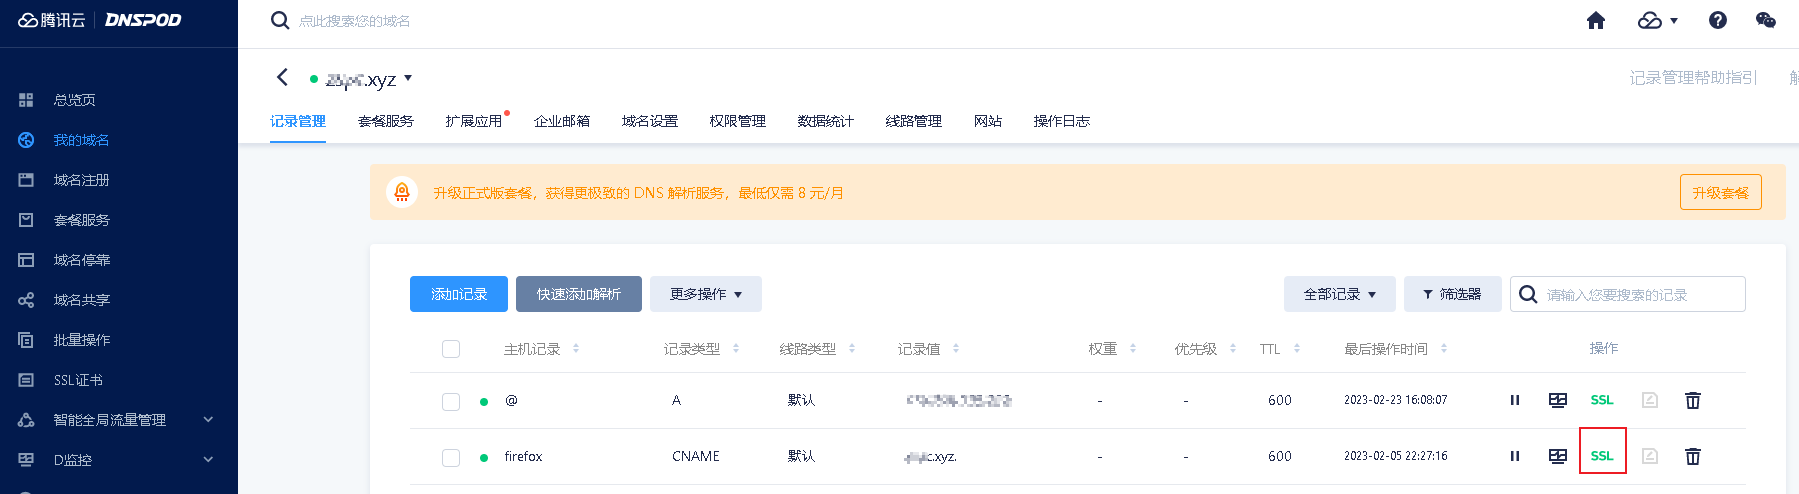 腾讯云 DNSPOD
点此搜索您的域名
.xyz
记录管理帮助指引
记录管理 套餐服务 扩展应用 企业邮箱 域名设置 权限管理 数据统计 线路管理 网站 操作日志
总览页
我的域名
域名注册
套餐服务
域名停靠
域名共享
批量操作
SSL证书
智能全局流量管理
D监控
升级正式版套餐，获得更极致的 DNS 解析服务，最低仅需 8 元/月
升级套餐
添加记录 快速添加解析 更多操作 全部记录 筛选器 请输入您要搜索的记录
主机记录 记录类型 线路类型 记录值 权重 优先级 TTL 最后操作时间 操作
@ A 默认 - - 600 2023-02-23 16:08:07 SSL
firefox CNAME 默认 .xyz. - - 600 2023-02-05 22:27:16 SSL